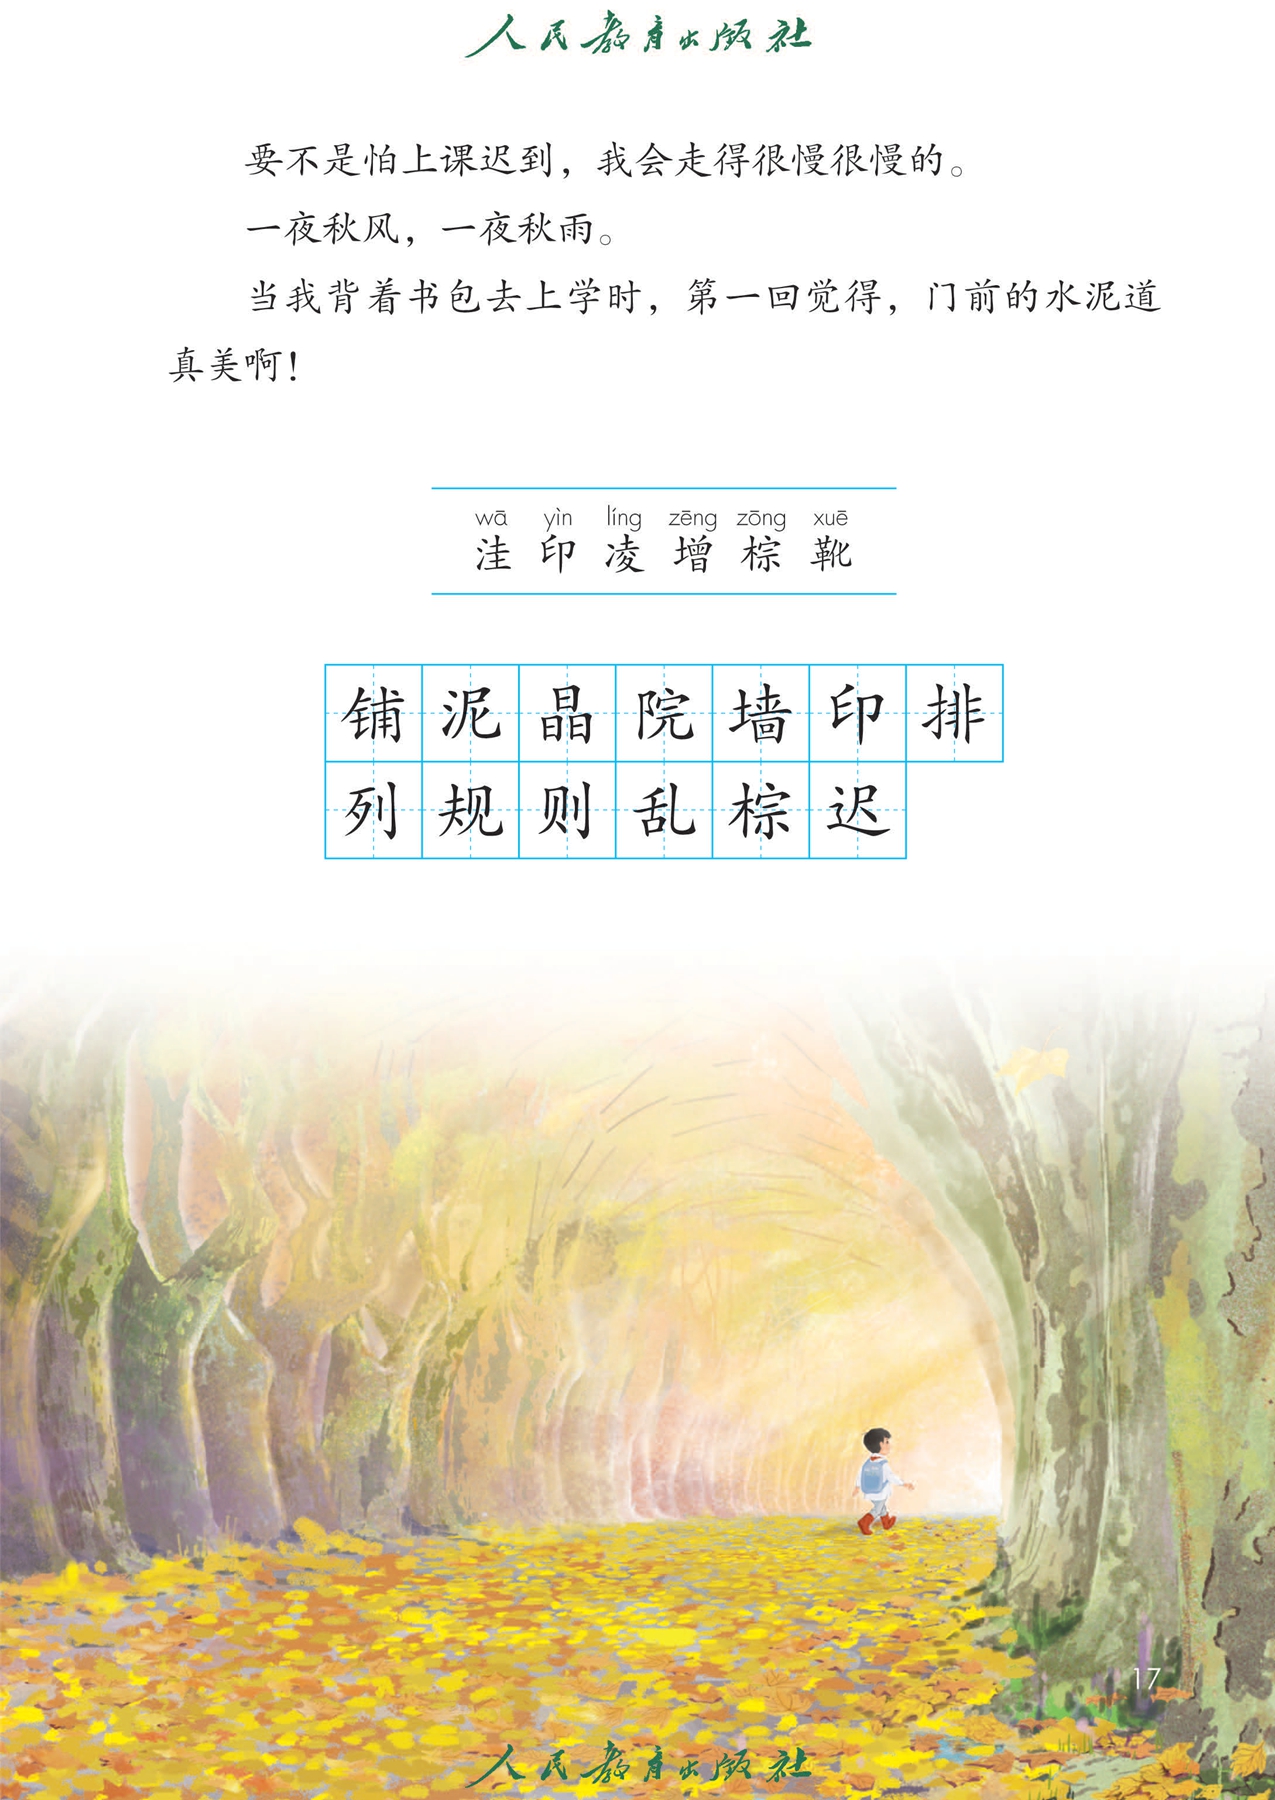 人民教育出版社
要不是怕上课迟到，我会走得很慢很慢的。
一夜秋风，一夜秋雨。
当我背着书包去上学时，第一回觉得，门前的水泥道
真美啊！
wā yìn líng zēng zōng xuē
洼 印 凌 增 棕 靴
铺 泥 晶 院 墙 印 排
列 规 则 乱 棕 迟
17
人民教育出版社